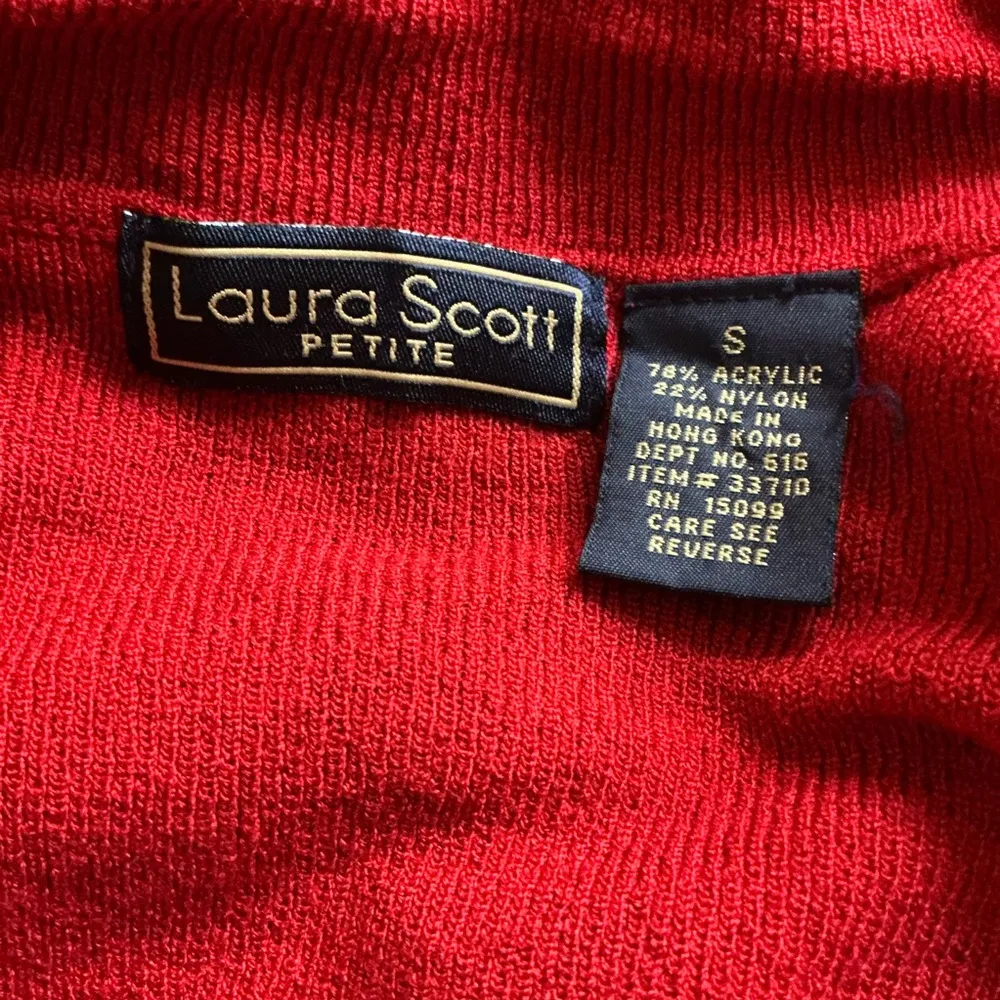 Laura Scott
PETITE
S
78% ACRYLIC
22% NYLON
MADE IN
HONG KONG
DEPT NO. 616
ITEM# 33710
RN 15099
CARE SEE
REVERSE